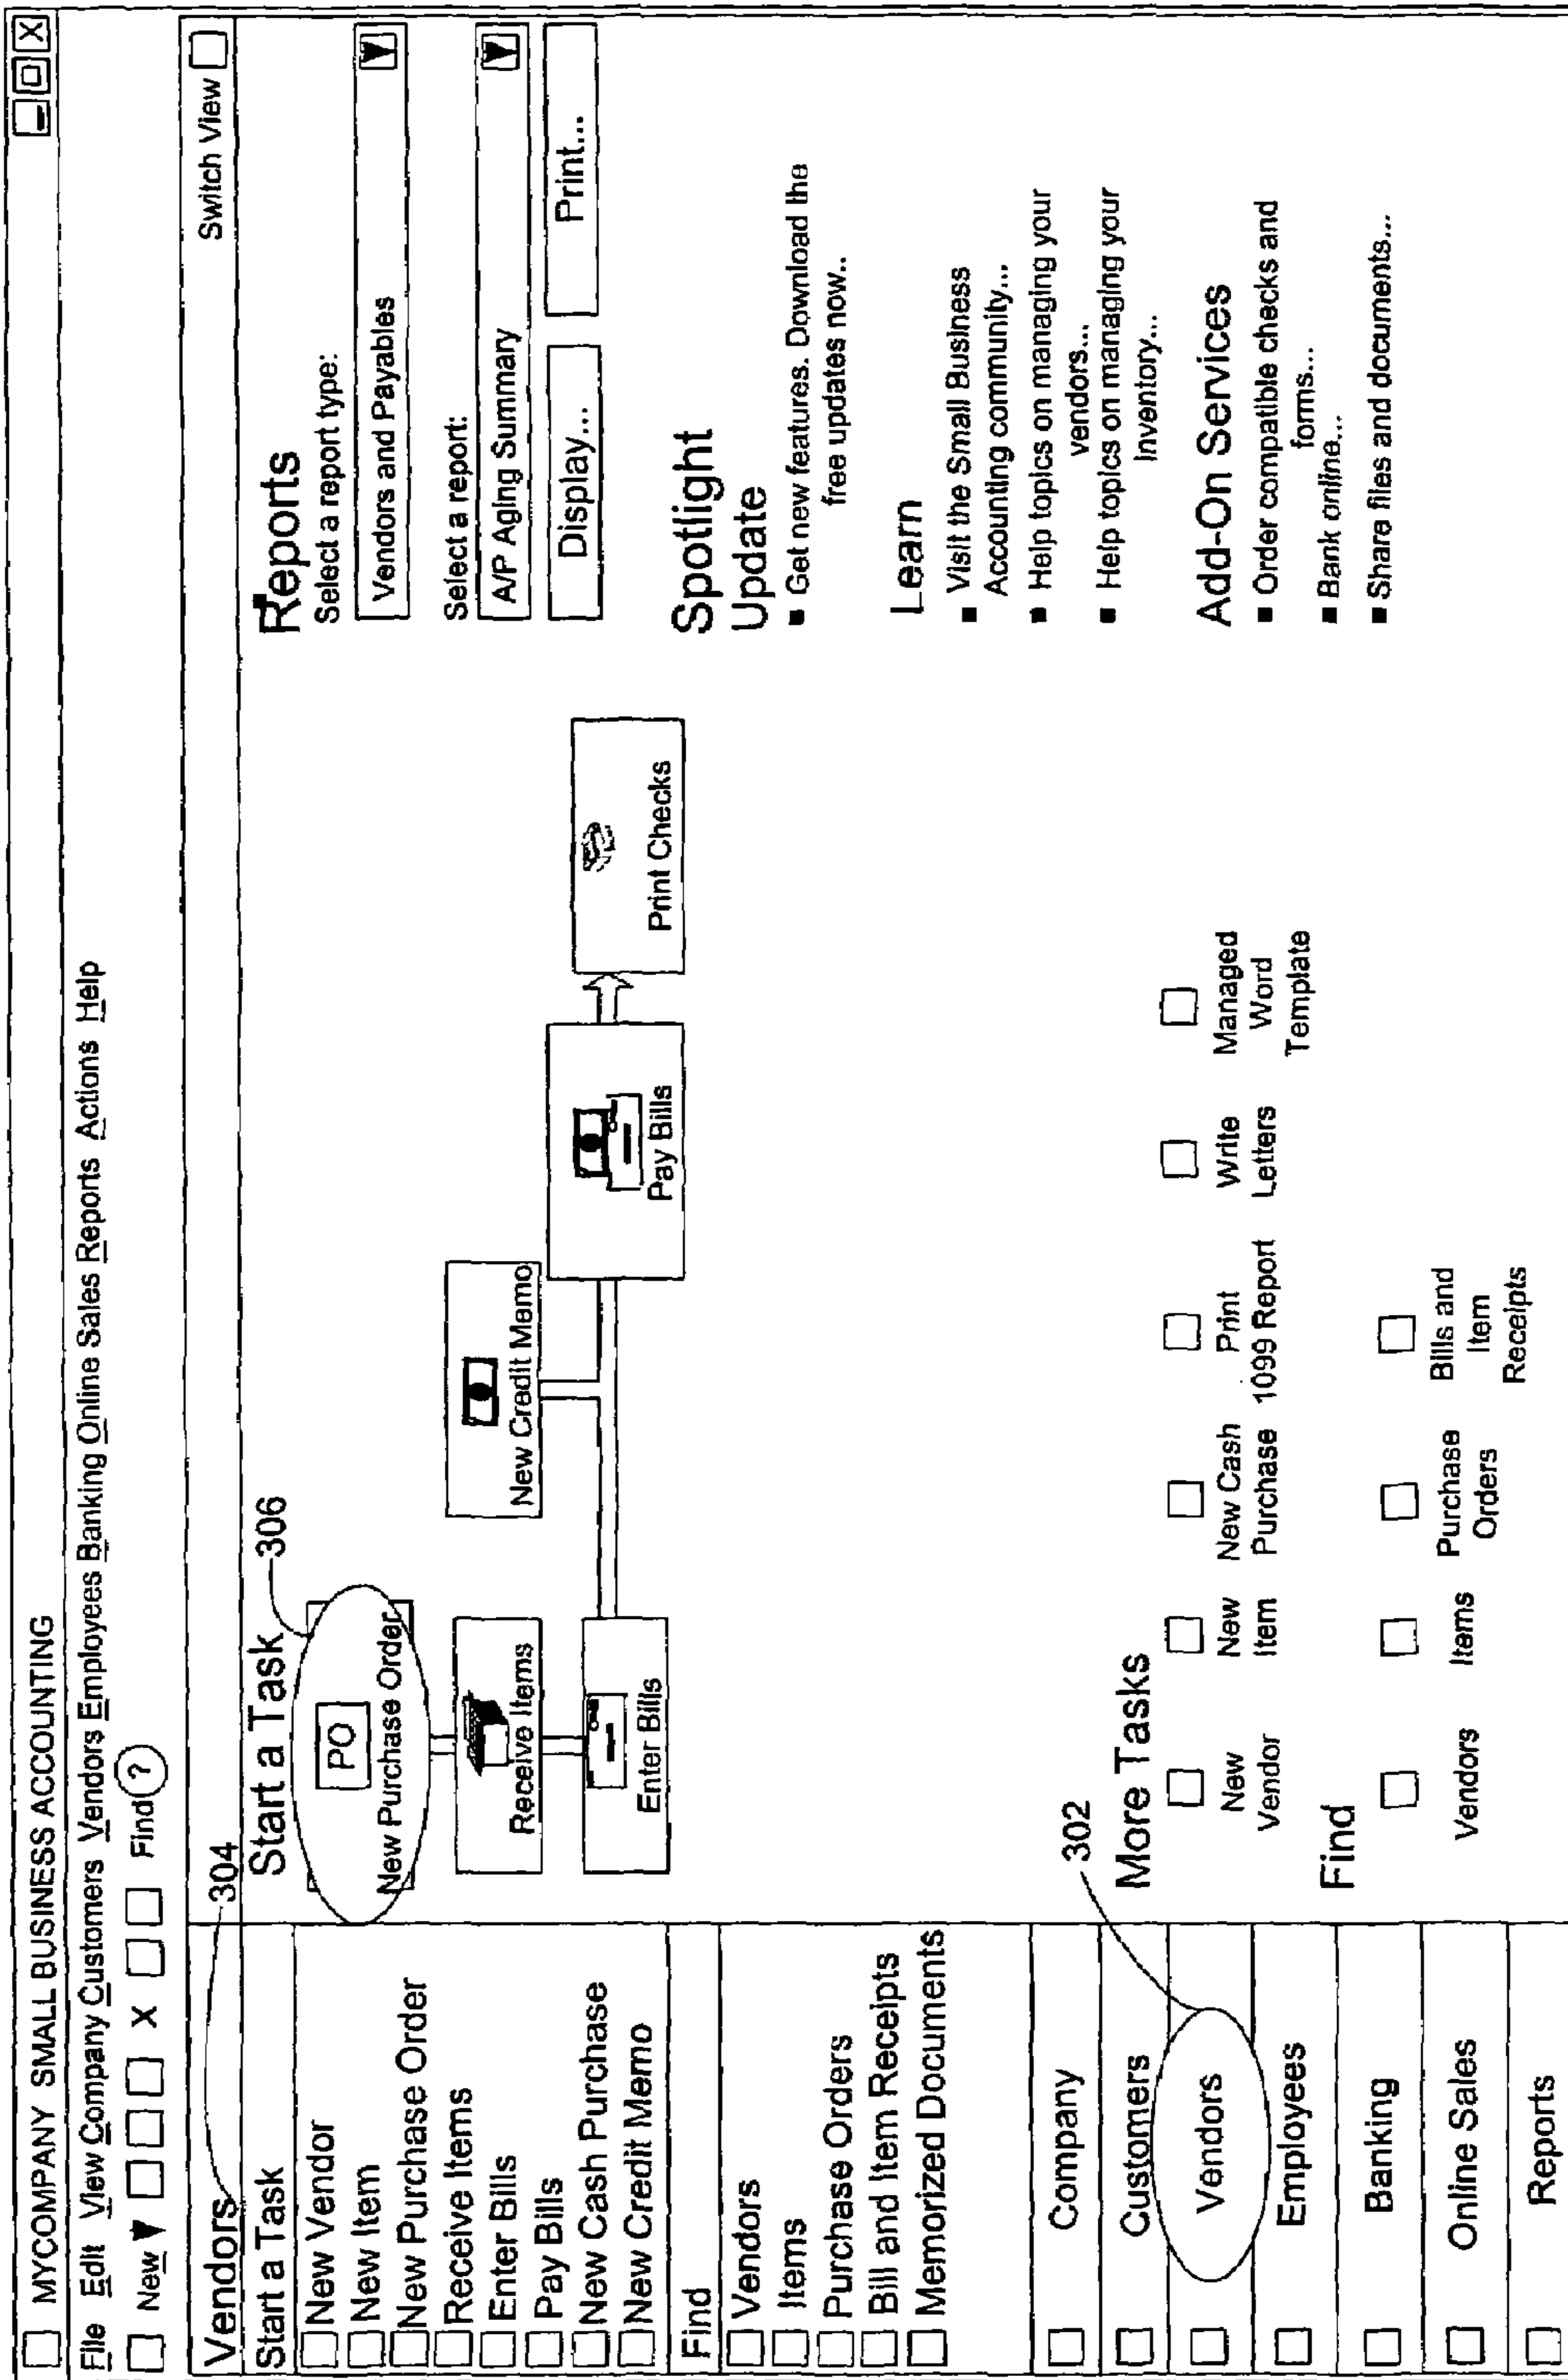 MYCOMPANY SMALL BUSINESS ACCOUNTING
X
File Edit View Company Customers Vendors Employees Banking Online Sales Reports Actions Help
New X Find ?
Vendors 304
Switch View
Start a Task
New Vendor
New Item
New Purchase Order
Receive Items
Enter Bills
Pay Bills
New Cash Purchase
New Credit Memo
Find
Vendors
Items
Purchase Orders
Bill and Item Receipts
Memorized Documents
Company
Customers
Vendors
302
Employees
Banking
Online Sales
Reports
Start a Task
306
PO
New Purchase Order
Receive Items
New Credit Memo
Enter Bills
Pay Bills
Print Checks
More Tasks
New
Vendor
New
Item
New Cash
Purchase
Print
1099 Report
Write
Letters
Managed
Word
Template
Find
Vendors
Items
Purchase
Orders
Bills and
Item
Receipts
Reports
Select a report type:
Vendors and Payables
Select a report:
A/P Aging Summary
Display...
Print...
Spotlight
Update
■ Get new features. Download the
free updates now..
Learn
■ Visit the Small Business
Accounting community...
■ Help topics on managing your
vendors...
■ Help topics on managing your
Inventory...
Add-On Services
■ Order compatible checks and
forms...
■ Bank online...
■ Share files and documents...